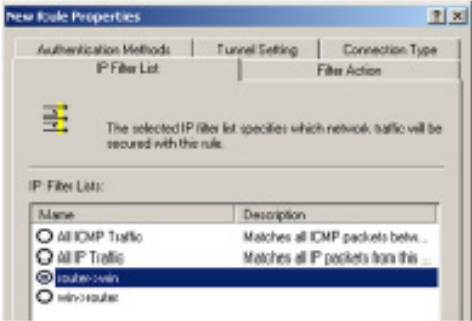 New Rule Properties
Authentication Methods Tunnel Setting Connection Type
IP Filter List Filter Action
The selected IP filter list specifies which network traffic will be
secured with this rule.
IP Filter Lists:
Name Description
All ICMP Traffic Matches all ICMP packets betw...
All IP Traffic Matches all IP packets from this ...
router->win
win->router